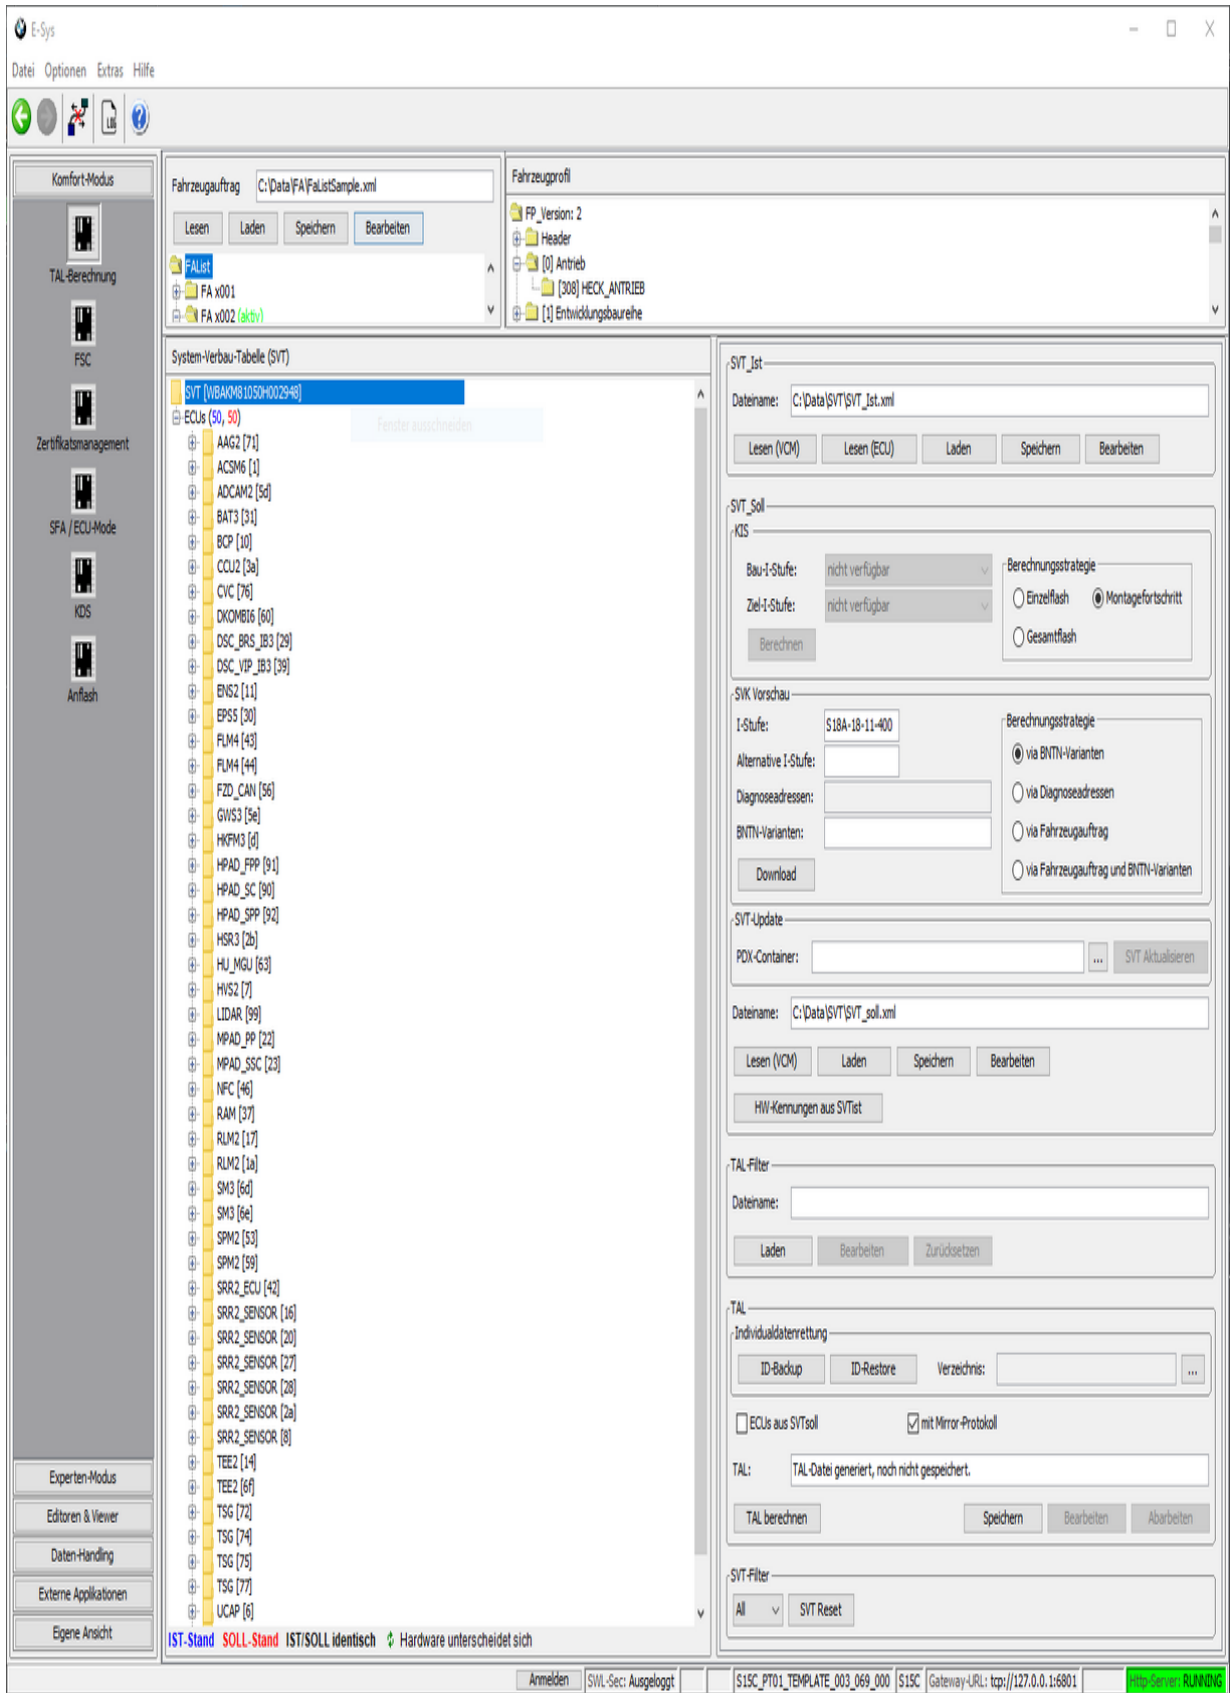 E-Sys
Datei Optionen Extras Hilfe
Komfort-Modus
TAL-Berechnung
FSC
Zertifikatsmanagement
SFA / ECU-Mode
KDS
Anflash
Experten-Modus
Editoren & Viewer
Daten-Handling
Externe Applikationen
Eigene Ansicht
Fahrzeugauftrag C:\Data\FA\FaListSample.xml
Lesen Laden Speichern Bearbeiten
FAList
FA x001
FA x002 (aktiv)
Fahrzeugprofil
FP_Version: 2
Header
[0] Antrieb
[308] HECK_ANTRIEB
[1] Entwicklungsbaureihe
System-Verbau-Tabelle (SVT)
SVT [WBAKM81050H002948]
ECUs (50, 50)
Fenster ausschneiden
AAG2 [71]
ACSM6 [1]
ADCAM2 [5d]
BAT3 [31]
BCP [10]
CCU2 [3a]
CVC [76]
DKOMBI6 [60]
DSC_BRS_IB3 [29]
DSC_VIP_IB3 [39]
ENS2 [11]
EPS5 [30]
FLM4 [43]
FLM4 [44]
FZD_CAN [56]
GWS3 [5e]
HKFM3 [d]
HPAD_FPP [91]
HPAD_SC [90]
HPAD_SPP [92]
HSR3 [2b]
HU_MGU [63]
HVS2 [7]
LIDAR [99]
MPAD_PP [22]
MPAD_SSC [23]
NFC [46]
RAM [37]
RLM2 [17]
RLM2 [1a]
SM3 [6d]
SM3 [6e]
SPM2 [53]
SPM2 [59]
SRR2_ECU [42]
SRR2_SENSOR [16]
SRR2_SENSOR [20]
SRR2_SENSOR [27]
SRR2_SENSOR [28]
SRR2_SENSOR [2a]
SRR2_SENSOR [8]
TEE2 [14]
TEE2 [6f]
TSG [72]
TSG [74]
TSG [75]
TSG [77]
UCAP [6]
IST-Stand SOLL-Stand IST/SOLL identisch Hardware unterscheidet sich
SVT_Ist
Dateiname: C:\Data\SVT\SVT_Ist.xml
Lesen (VCM) Lesen (ECU) Laden Speichern Bearbeiten
SVT_Soll
KIS
Bau-I-Stufe: nicht verfügbar
Ziel-I-Stufe: nicht verfügbar
Berechnen
Berechnungsstrategie
Einzelflash Montagefortschritt
Gesamtflash
SVK Vorschau
I-Stufe: S18A-18-11-400
Alternative I-Stufe:
Diagnoseadressen:
BNTN-Varianten:
Download
Berechnungsstrategie
via BNTN-Varianten
via Diagnoseadressen
via Fahrzeugauftrag
via Fahrzeugauftrag und BNTN-Varianten
SVT-Update
PDX-Container: ... SVT Aktualisieren
Dateiname: C:\Data\SVT\SVT_soll.xml
Lesen (VCM) Laden Speichern Bearbeiten
HW-Kennungen aus SVTist
TAL-Filter
Dateiname:
Laden Bearbeiten Zurücksetzen
TAL
Individualdatenrettung
ID-Backup ID-Restore Verzeichnis: ...
ECUs aus SVTsoll mit Mirror-Protokoll
TAL: TAL-Datei generiert, noch nicht gespeichert.
TAL berechnen Speichern Bearbeiten Abarbeiten
SVT-Filter
All SVT Reset
Anmelden SWL-Sec: Ausgeloggt S15C_PT01_TEMPLATE_003_069_000 S15C Gateway-URL: tcp://127.0.0.1:6801 Http-Server: RUNNING